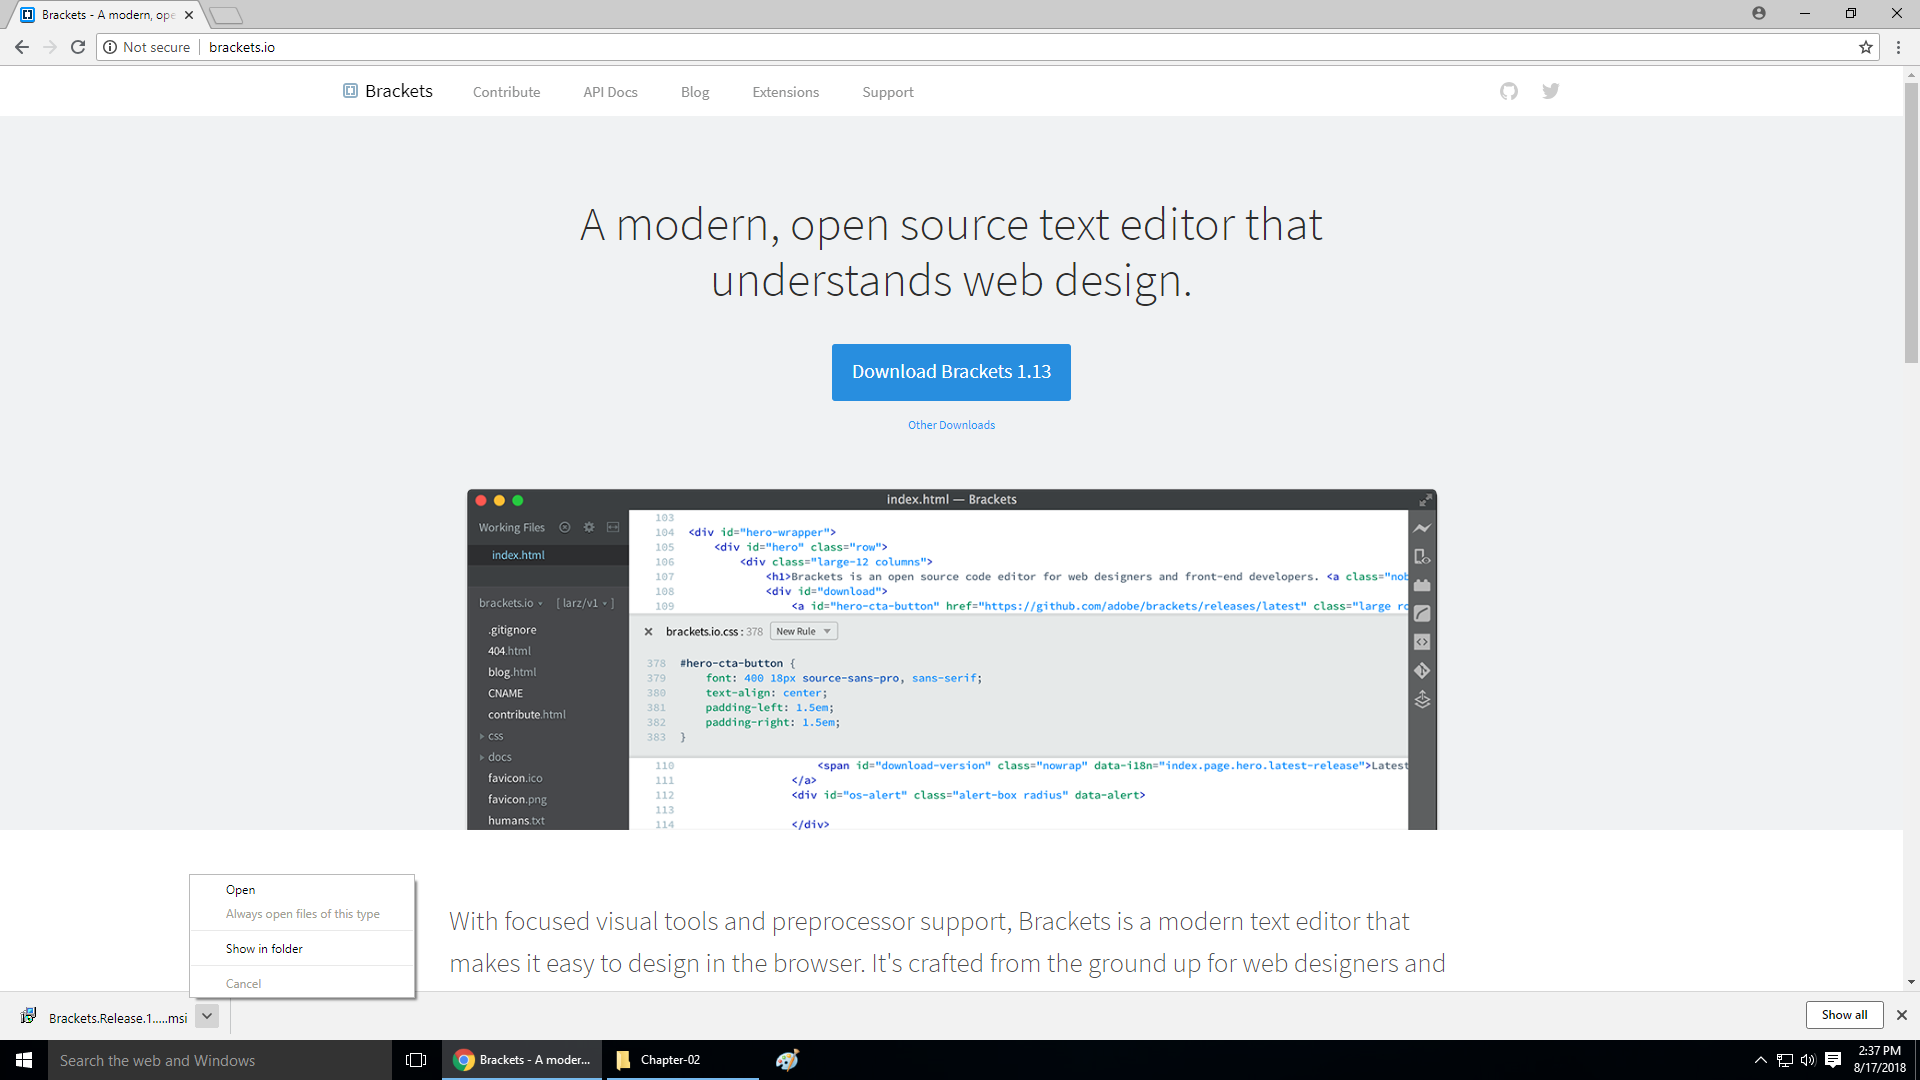 Brackets - A modern, ope
Not secure
brackets.io
Brackets
Contribute
API Docs
Blog
Extensions
Support
A modern, open source text editor that
understands web design.
Download Brackets 1.13
Other Downloads
index.html — Brackets
Working Files
index.html
brackets.io
[ larz/v1 ]
.gitignore
404.html
blog.html
CNAME
contribute.html
css
docs
favicon.ico
favicon.png
humans.txt
103
104 <div id="hero-wrapper">
105 <div id="hero" class="row">
106 <div class="large-12 columns">
107 <h1>Brackets is an open source code editor for web designers and front-end developers. <a class="nob
108 <div id="download">
109 <a id="hero-cta-button" href="https://github.com/adobe/brackets/releases/latest" class="large ro
brackets.io.css : 378 New Rule
378 #hero-cta-button {
379 font: 400 18px source-sans-pro, sans-serif;
380 text-align: center;
381 padding-left: 1.5em;
382 padding-right: 1.5em;
383 }
110 <span id="download-version" class="nowrap" data-i18n="index.page.hero.latest-release">Latest
111 </a>
112 <div id="os-alert" class="alert-box radius" data-alert>
113
114 </div>
With focused visual tools and preprocessor support, Brackets is a modern text editor that
makes it easy to design in the browser. It's crafted from the ground up for web designers and
Open
Always open files of this type
Show in folder
Cancel
Brackets.Release.1.....msi
Show all
Search the web and Windows
Brackets - A moder...
Chapter-02
2:37 PM
8/17/2018